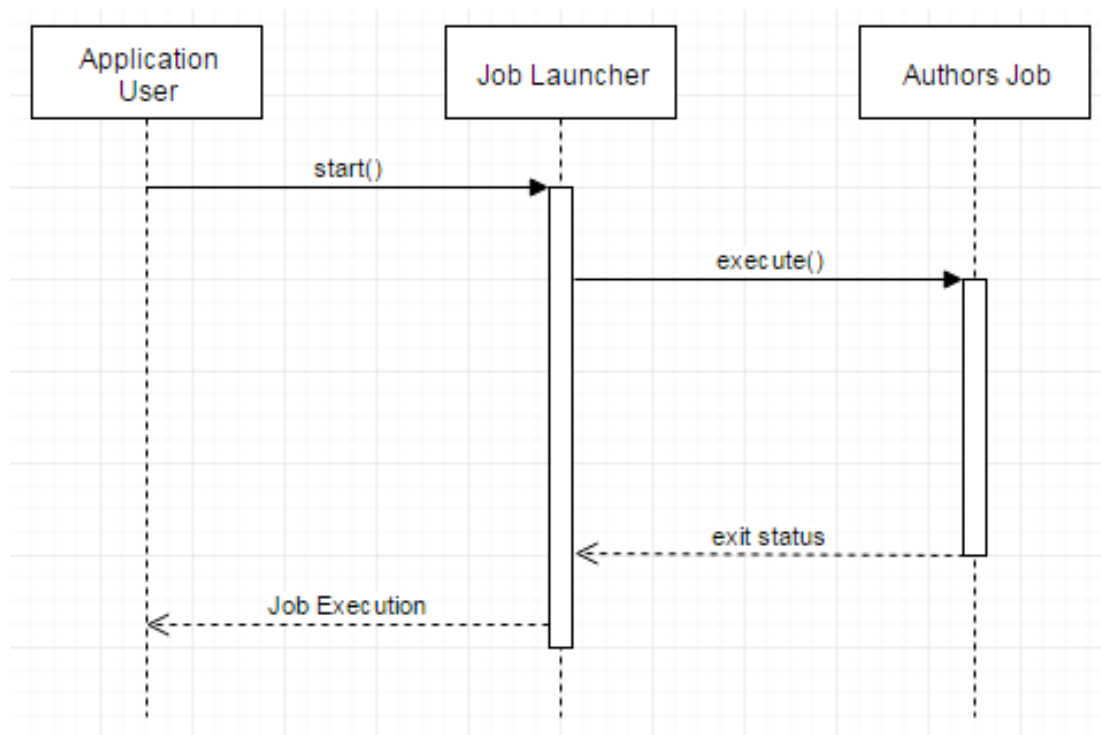 Application
User
Job Launcher
Authors Job
start()
execute()
exit status
Job Execution